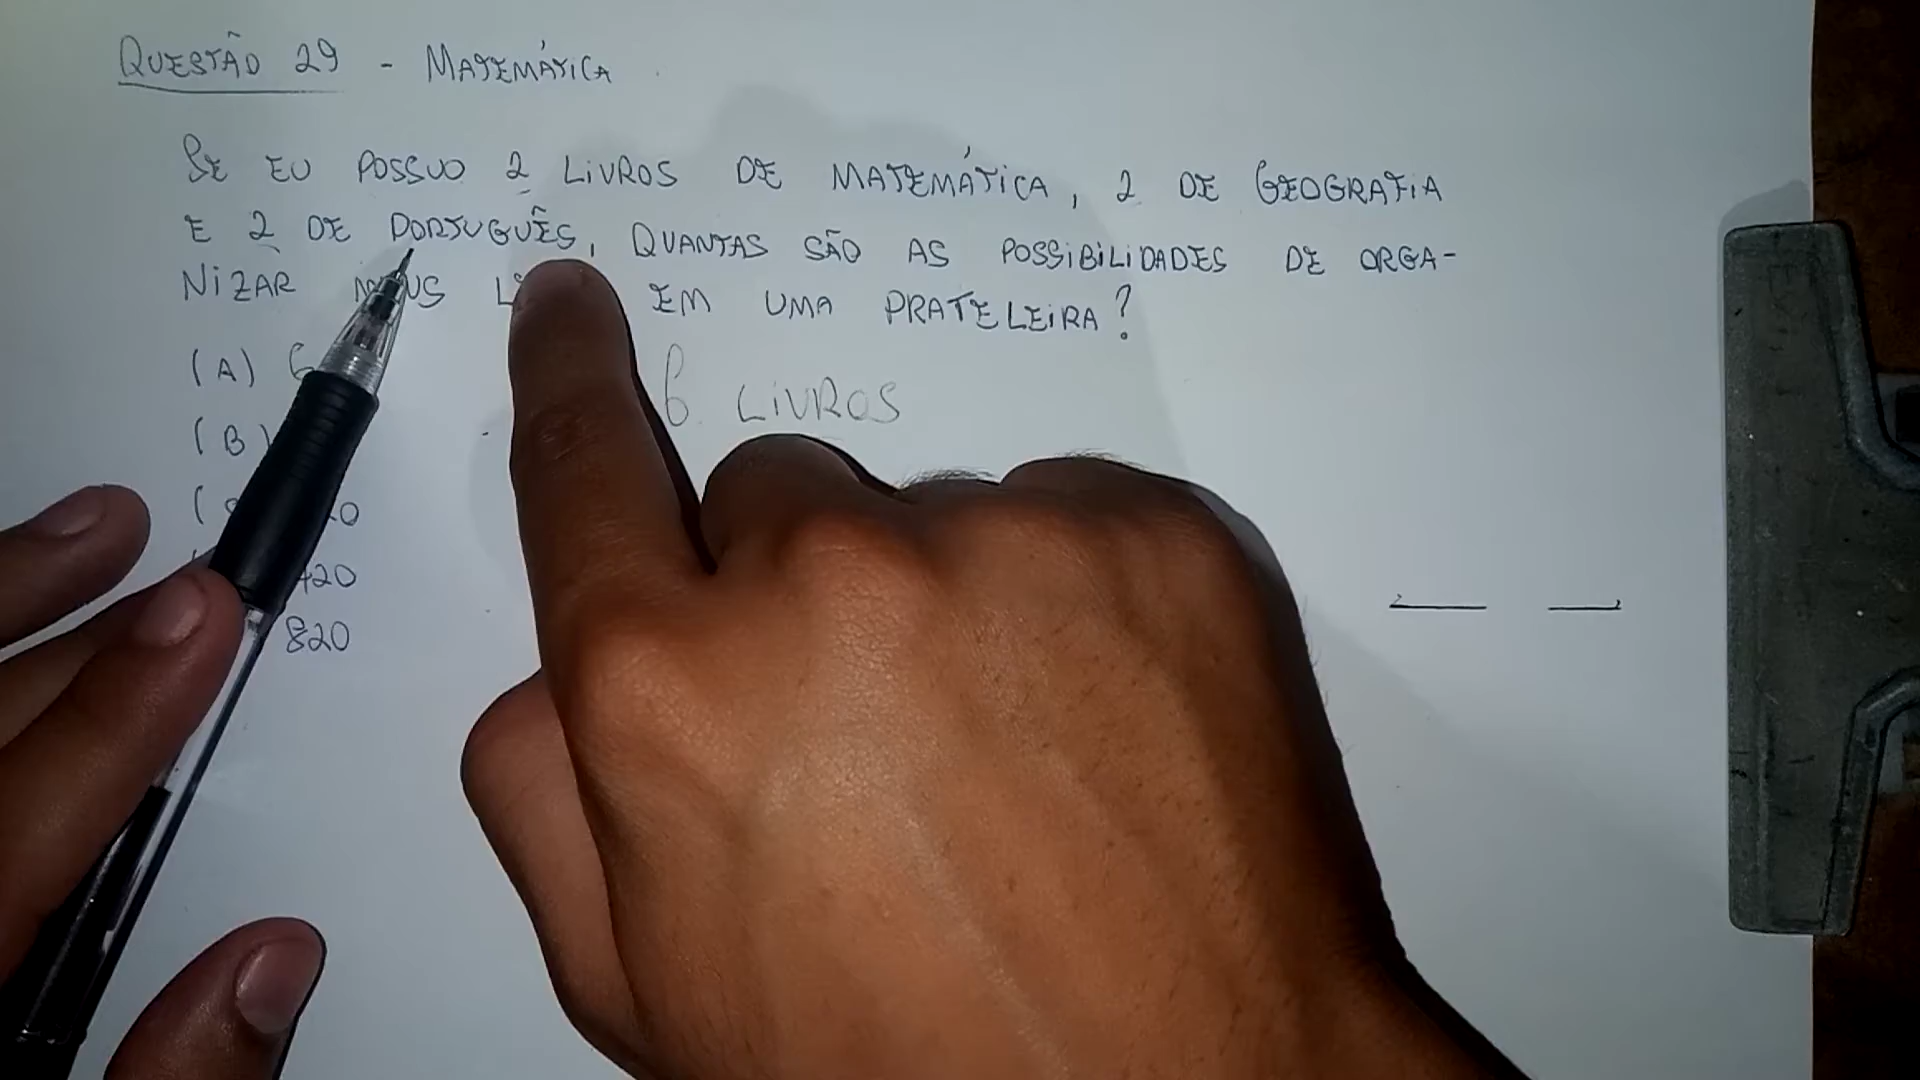 QUESTÃO 29 - MATEMÁTICA
SE EU POSSUO 2 LIVROS DE MATEMÁTICA, 2 DE GEOGRAFIA
E 2 DE PORTUGUÊS, QUANTAS SÃO AS POSSIBILIDADES DE ORGA-
NIZAR EM UMA PRATELEIRA?
(A)
6 LIVROS
(B)
820